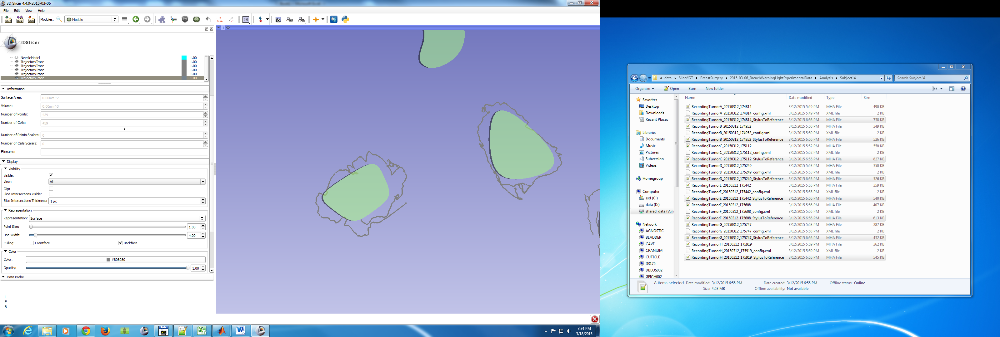 3D Slicer 4.4.0-2015-03-06
File Edit View Help
DATA DCM SAVE Modules: Models
1
3DSlicer
NeedleModel 1.00
TrajectoryTrace 1.00
TrajectoryTrace 1.00
TrajectoryTrace 1.00
TrajectoryTrace 1.00
TrajectoryTrace 1.00
Information
Surface Area: 0.00mm^2
Volume: 0.00mm^3
Number of Points: 439
Number of Cells: 439
Number of Points Scalars: 0
Number of Cells Scalars: 0
Filename:
Display
Visibility
Visible:
View: All
Clip:
Slice Intersections Visible:
Slice Intersections Thickness: 1 px
Representation
Representation: Surface
Point Size: 1.00
Line Width: 4.00
Culling: Frontface Backface
Color
Color: #808080
Opacity: 1.00
Data Probe
L
F
B
Tek
3:34 PM
3/18/2015
« data SlicerIGT BreastSurgery 2015-03-06_BreachWarningLightExperimentalData Analysis Subject14 Search Subject14
Organize Open Burn New folder
Favorites
Desktop
Downloads
Recent Places
Libraries
Documents
Music
Pictures
Subversion
Videos
Homegroup
Computer
ssd (C:)
data (D:)
shared_data (\\in
Network
AGNOSTIC
BLADDER
CAVE
CRANIUM
CUTICLE
D3175
DBLOS002
GFICH002
Name Date modified Type Size
RecordingTumorA_20150312_174814 3/12/2015 5:49 PM MHA File 490 KB
RecordingTumorA_20150312_174814_config.xml 3/12/2015 5:49 PM XML file 2 KB
RecordingTumorA_20150312_174814_StylusToReference 3/12/2015 6:56 PM MHA File 738 KB
RecordingTumorB_20150312_174952 3/12/2015 5:50 PM MHA File 349 KB
RecordingTumorB_20150312_174952_config.xml 3/12/2015 5:50 PM XML file 2 KB
RecordingTumorB_20150312_174952_StylusToReference 3/12/2015 6:56 PM MHA File 526 KB
RecordingTumorC_20150312_175112 3/12/2015 5:52 PM MHA File 550 KB
RecordingTumorC_20150312_175112_config.xml 3/12/2015 5:52 PM XML file 2 KB
RecordingTumorC_20150312_175112_StylusToReference 3/12/2015 6:55 PM MHA File 827 KB
RecordingTumorD_20150312_175249 3/12/2015 5:53 PM MHA File 350 KB
RecordingTumorD_20150312_175249_config.xml 3/12/2015 5:53 PM XML file 2 KB
RecordingTumorD_20150312_175249_StylusToReference 3/12/2015 6:55 PM MHA File 526 KB
RecordingTumorE_20150312_175442 3/12/2015 5:55 PM MHA File 359 KB
RecordingTumorE_20150312_175442_config.xml 3/12/2015 5:55 PM XML file 2 KB
RecordingTumorE_20150312_175442_StylusToReference 3/12/2015 6:56 PM MHA File 540 KB
RecordingTumorF_20150312_175608 3/12/2015 5:56 PM MHA File 407 KB
RecordingTumorF_20150312_175608_config.xml 3/12/2015 5:56 PM XML file 2 KB
RecordingTumorF_20150312_175608_StylusToReference 3/12/2015 6:56 PM MHA File 613 KB
RecordingTumorG_20150312_175747 3/12/2015 5:58 PM MHA File 287 KB
RecordingTumorG_20150312_175747_config.xml 3/12/2015 5:58 PM XML file 2 KB
RecordingTumorG_20150312_175747_StylusToReference 3/12/2015 6:56 PM MHA File 432 KB
RecordingTumorH_20150312_175919 3/12/2015 5:59 PM MHA File 362 KB
RecordingTumorH_20150312_175919_config.xml 3/12/2015 5:59 PM XML file 2 KB
RecordingTumorH_20150312_175919_StylusToReference 3/12/2015 6:55 PM MHA File 545 KB
8 items selected Date modified: 3/12/2015 6:55 PM Date created: 3/12/2015 6:55 PM Offline status: Online
Size: 4.63 MB Offline availability: Not available